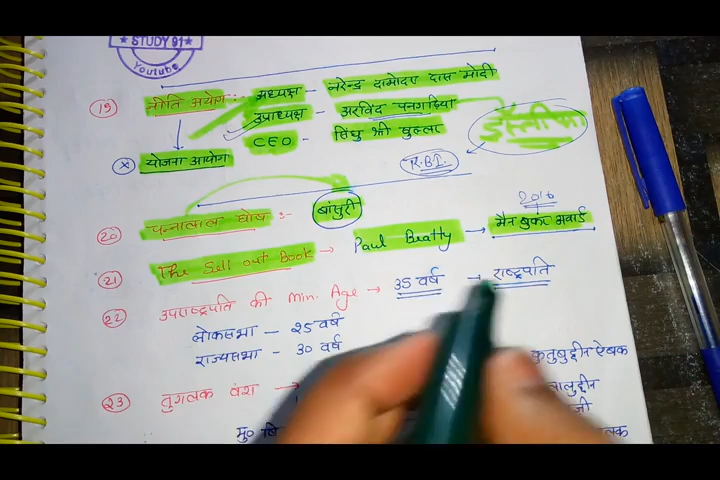 STUDY 91
Youtube
19 नीति अयोग :- अध्यक्ष - नरेन्द्र दामोदर दास मोदी
उपाध्यक्ष - अरविंद पनगढ़िया
CEO - सिंधु श्री खुल्ला
इस्तीफा
योजना आयोग
R.B.I.
20 पन्नालाल घोष :- बांसुरी
2016
21 The Sell out Book → Paul Beatty → मैन बुकर अवार्ड
22 उपराष्ट्रपति की min. Age → 35 वर्ष → राष्ट्रपति
लोकसभा - 25 वर्ष
राज्यसभा - 30 वर्ष
कुतुबुद्दीन ऐबक
23 तुगलक वंश →